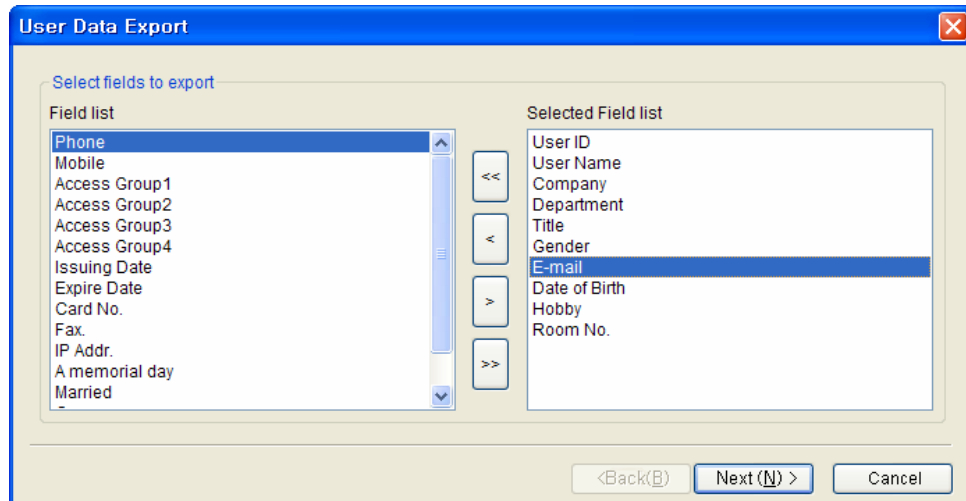 User Data Export
Select fields to export
Field list
Phone
Mobile
Access Group1
Access Group2
Access Group3
Access Group4
Issuing Date
Expire Date
Card No.
Fax.
IP Addr.
A memorial day
Married
<<
<
>
>>
Selected Field list
User ID
User Name
Company
Department
Title
Gender
E-mail
Date of Birth
Hobby
Room No.
<Back(B)
Next (N) >
Cancel